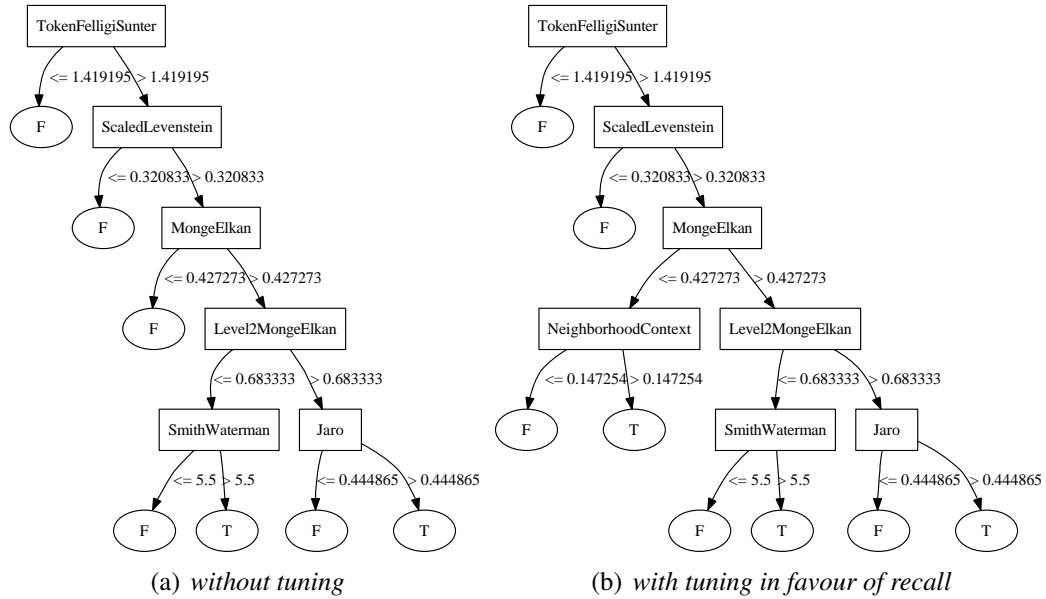 TokenFelligiSunter TokenFelligiSunter
<= 1.419195 > 1.419195 <= 1.419195 > 1.419195
F ScaledLevenstein F ScaledLevenstein
<= 0.320833 > 0.320833 <= 0.320833 > 0.320833
F MongeElkan F MongeElkan
<= 0.427273 > 0.427273 <= 0.427273 > 0.427273
F Level2MongeElkan NeighborhoodContext Level2MongeElkan
<= 0.683333 > 0.683333 <= 0.147254 > 0.147254 <= 0.683333 > 0.683333
SmithWaterman Jaro F T SmithWaterman Jaro
<= 5.5 > 5.5 <= 0.444865 > 0.444865 <= 5.5 > 5.5 <= 0.444865 > 0.444865
F T F T F T F T
(a) without tuning (b) with tuning in favour of recall